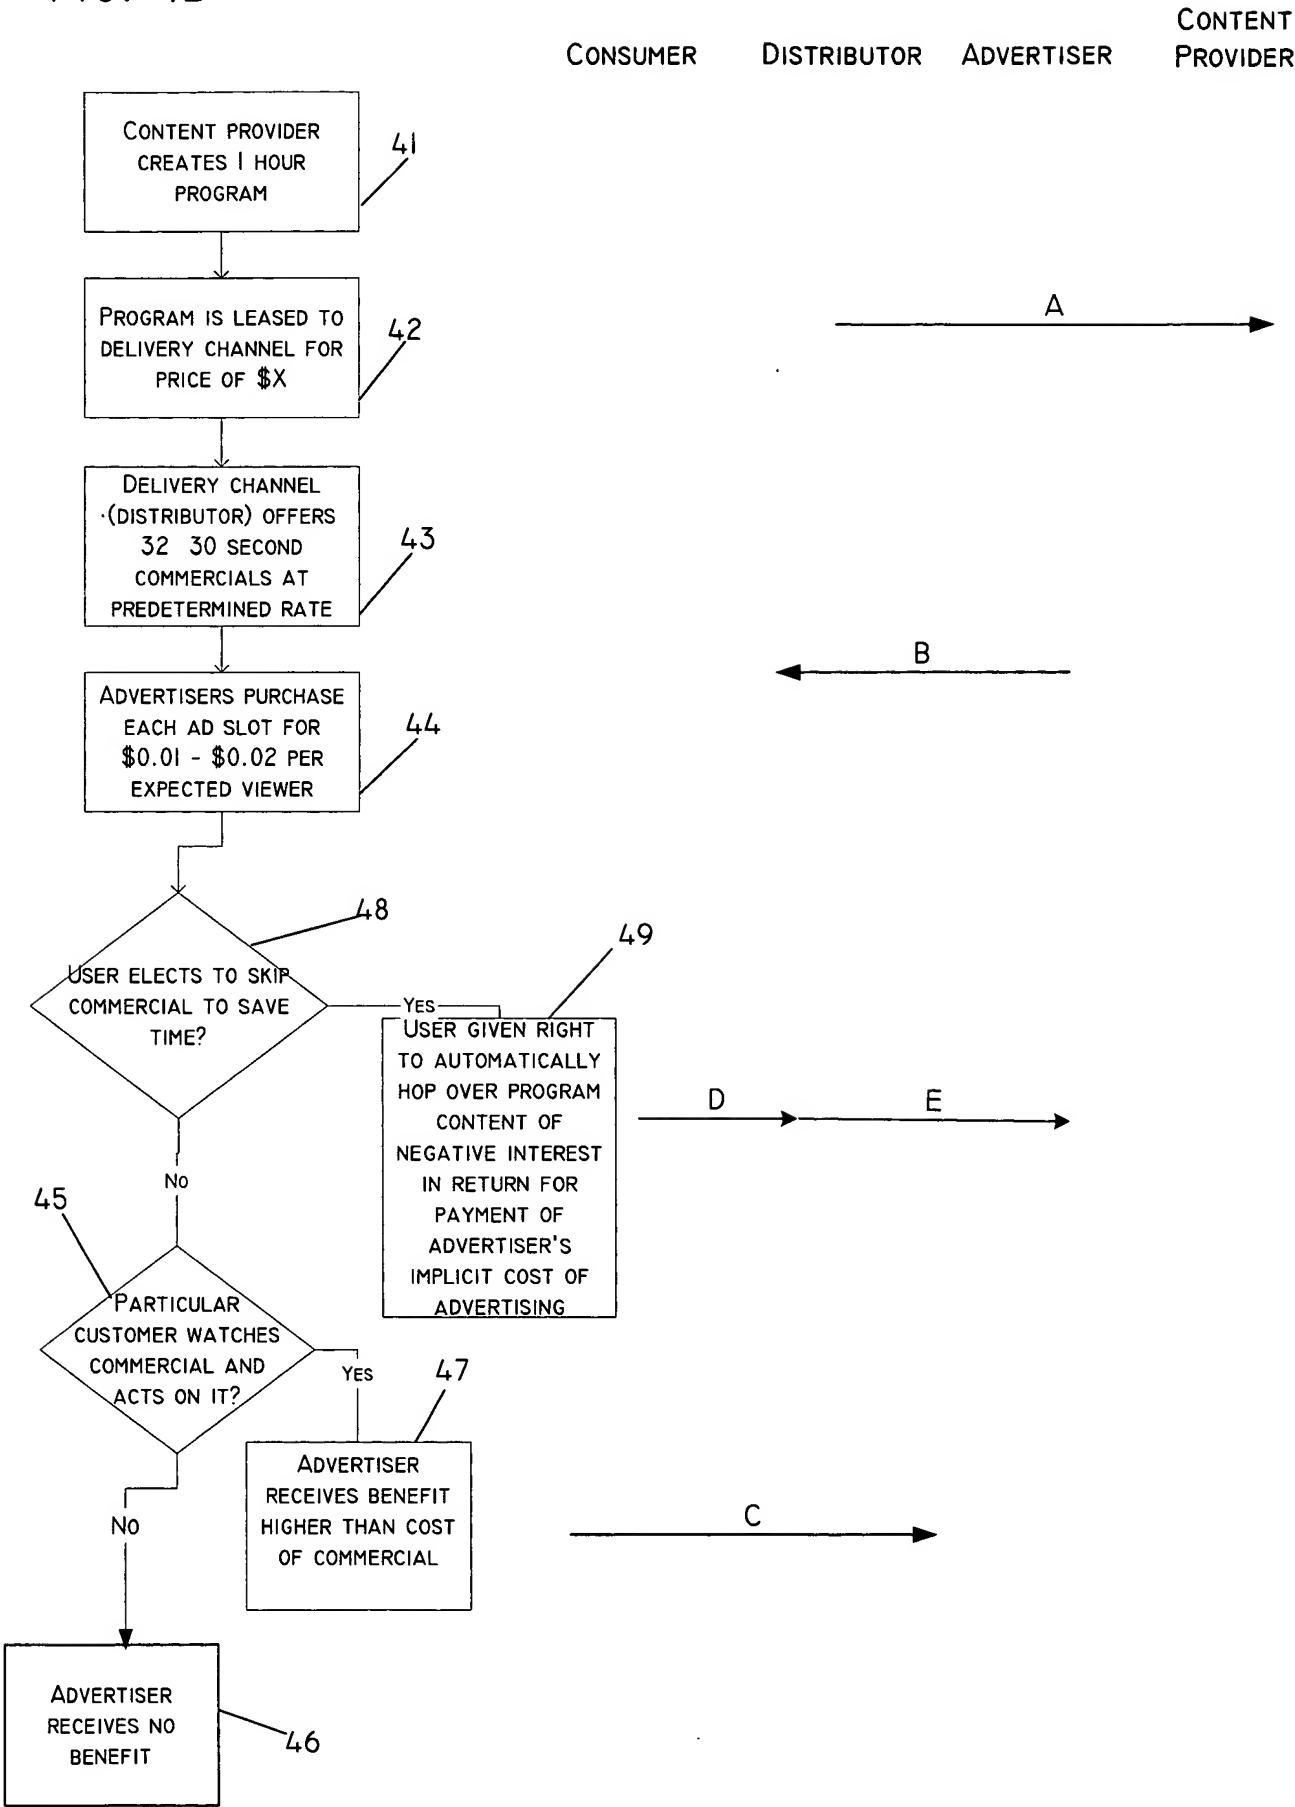 CONTENT
CONSUMER DISTRIBUTOR ADVERTISER PROVIDER
CONTENT PROVIDER
CREATES 1 HOUR
PROGRAM
41
PROGRAM IS LEASED TO
DELIVERY CHANNEL FOR
PRICE OF $X
42
A
DELIVERY CHANNEL
(DISTRIBUTOR) OFFERS
32 30 SECOND
COMMERCIALS AT
PREDETERMINED RATE
43
B
ADVERTISERS PURCHASE
EACH AD SLOT FOR
$0.01 - $0.02 PER
EXPECTED VIEWER
44
48
USER ELECTS TO SKIP
COMMERCIAL TO SAVE
TIME?
YES
49
USER GIVEN RIGHT
TO AUTOMATICALLY
HOP OVER PROGRAM
CONTENT OF
NEGATIVE INTEREST
IN RETURN FOR
PAYMENT OF
ADVERTISER'S
IMPLICIT COST OF
ADVERTISING
D
E
NO
45
PARTICULAR
CUSTOMER WATCHES
COMMERCIAL AND
ACTS ON IT?
YES
47
ADVERTISER
RECEIVES BENEFIT
HIGHER THAN COST
OF COMMERCIAL
C
NO
ADVERTISER
RECEIVES NO
BENEFIT
46